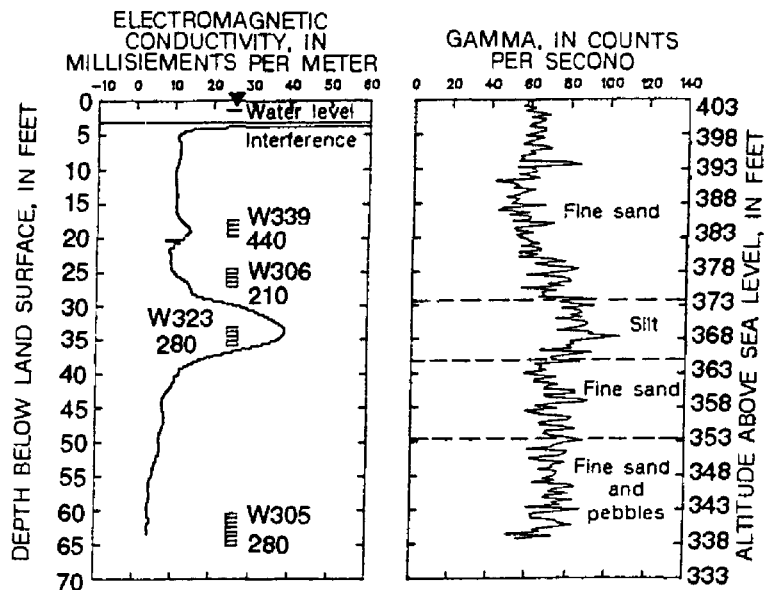 ELECTROMAGNETIC
CONDUCTIVITY, IN
MILLISIEMENTS PER METER
-10 0 10 20 30 40 50 60
GAMMA, IN COUNTS
PER SECOND
0 20 40 60 80 100 140
DEPTH BELOW LAND SURFACE, IN FEET
0
5
10
15
20
25
30
35
40
45
50
55
60
65
70
Water level
Interference
W339
440
W306
210
W323
280
W305
280
Fine sand
Silt
Fine sand
Fine sand
and
pebbles
403
398
393
388
383
378
373
368
363
358
353
348
343
338
333
ALTITUDE ABOVE SEA LEVEL, IN FEET